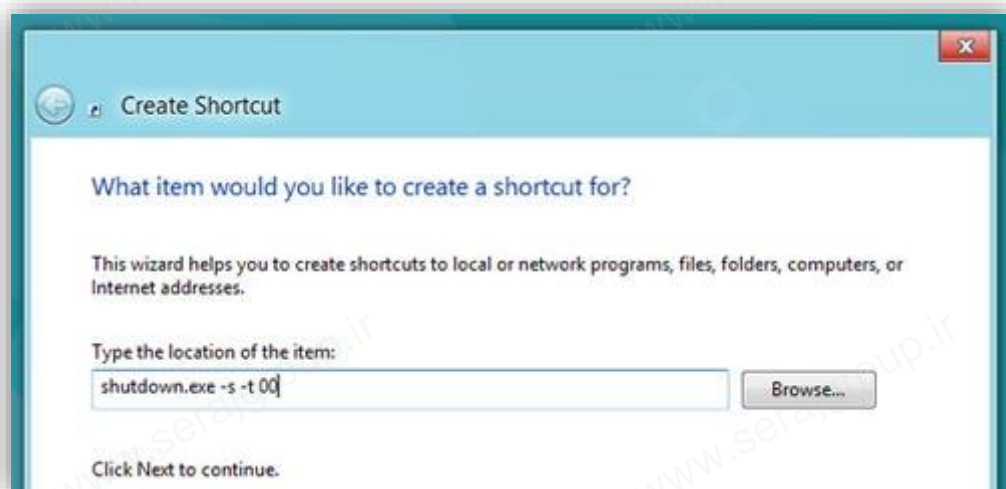 Create Shortcut
What item would you like to create a shortcut for?
This wizard helps you to create shortcuts to local or network programs, files, folders, computers, or
Internet addresses.
Type the location of the item:
shutdown.exe -s -t 00
Browse...
Click Next to continue.